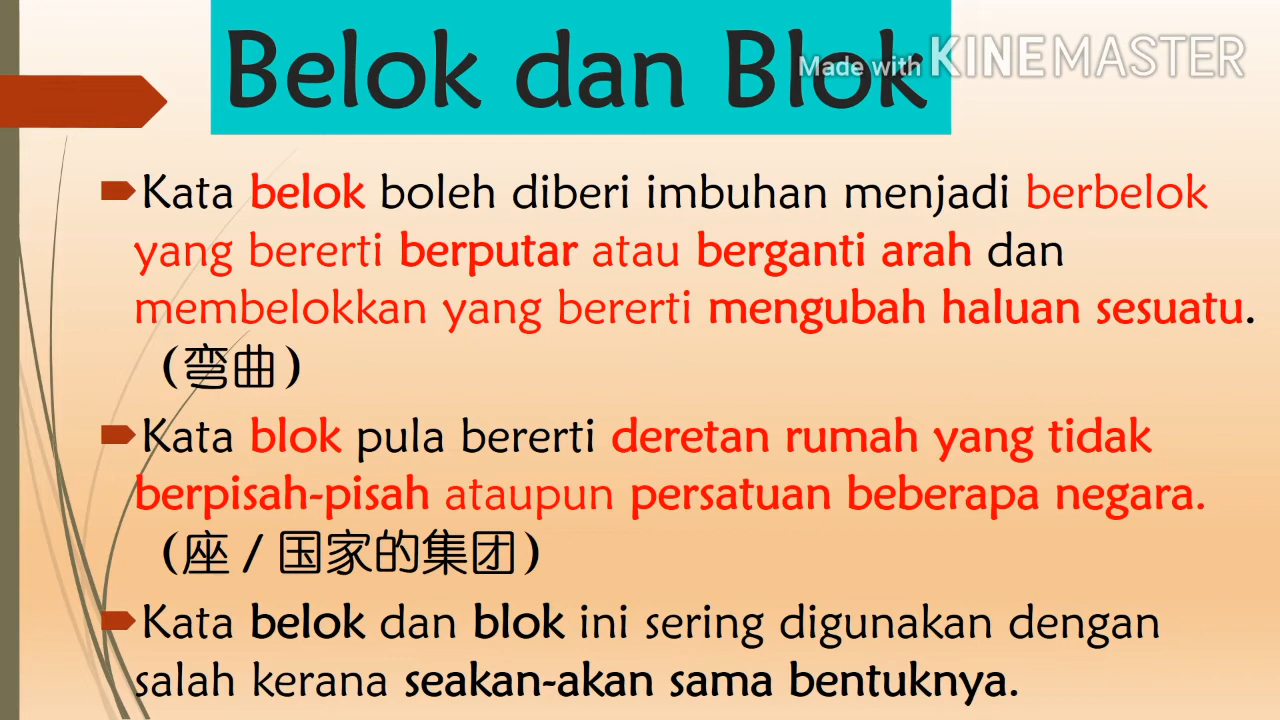 Belok dan Blok
Made with KINEMASTER
Kata belok boleh diberi imbuhan menjadi berbelok
yang bererti berputar atau berganti arah dan
membelokkan yang bererti mengubah haluan sesuatu.
(弯曲)
Kata blok pula bererti deretan rumah yang tidak
berpisah-pisah ataupun persatuan beberapa negara.
(座 / 国家的集团)
Kata belok dan blok ini sering digunakan dengan
salah kerana seakan-akan sama bentuknya.